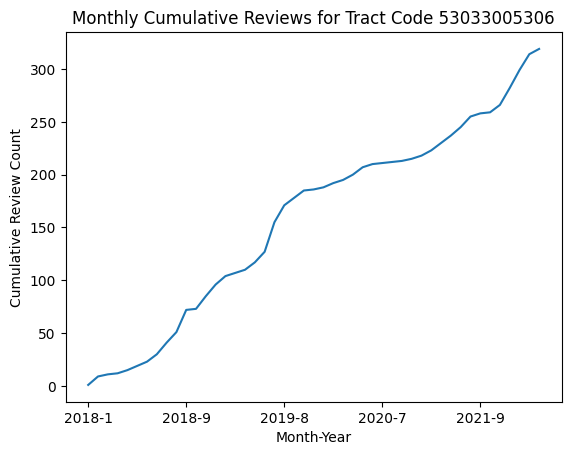 Monthly Cumulative Reviews for Tract Code 53033005306
Cumulative Review Count
300
250
200
150
100
50
0
2018-1 2018-9 2019-8 2020-7 2021-9
Month-Year